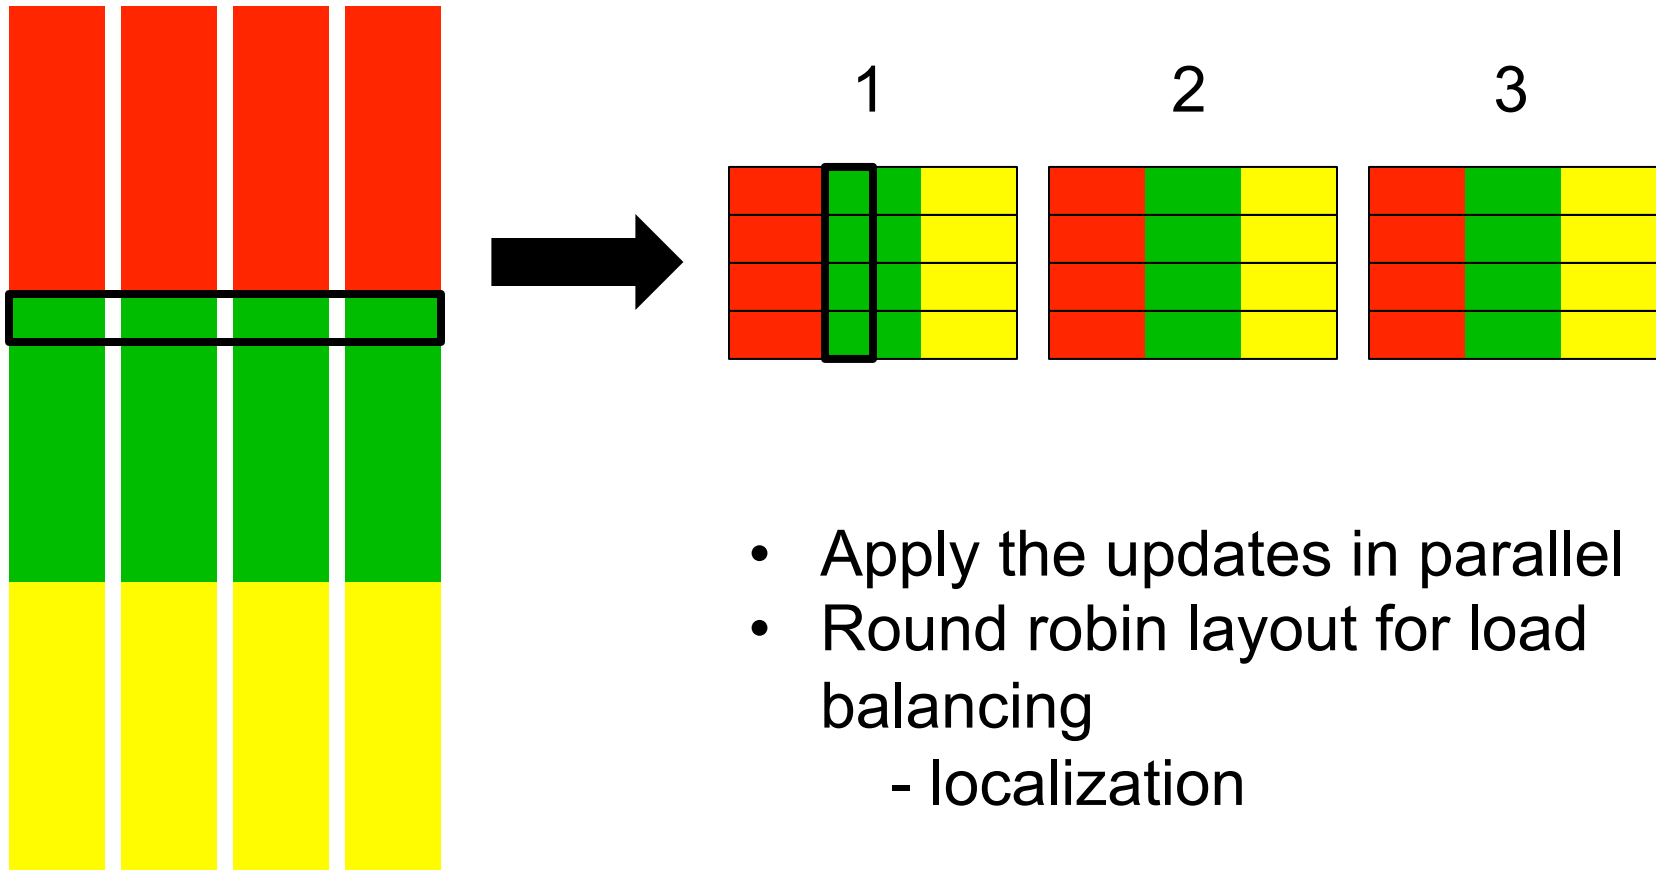 1 2 3
• Apply the updates in parallel
• Round robin layout for load
balancing
- localization